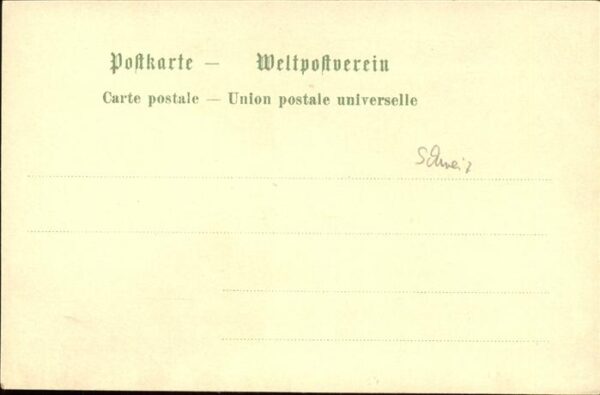 Postkarte — Weltpostverein
Carte postale — Union postale universelle
Schweiz